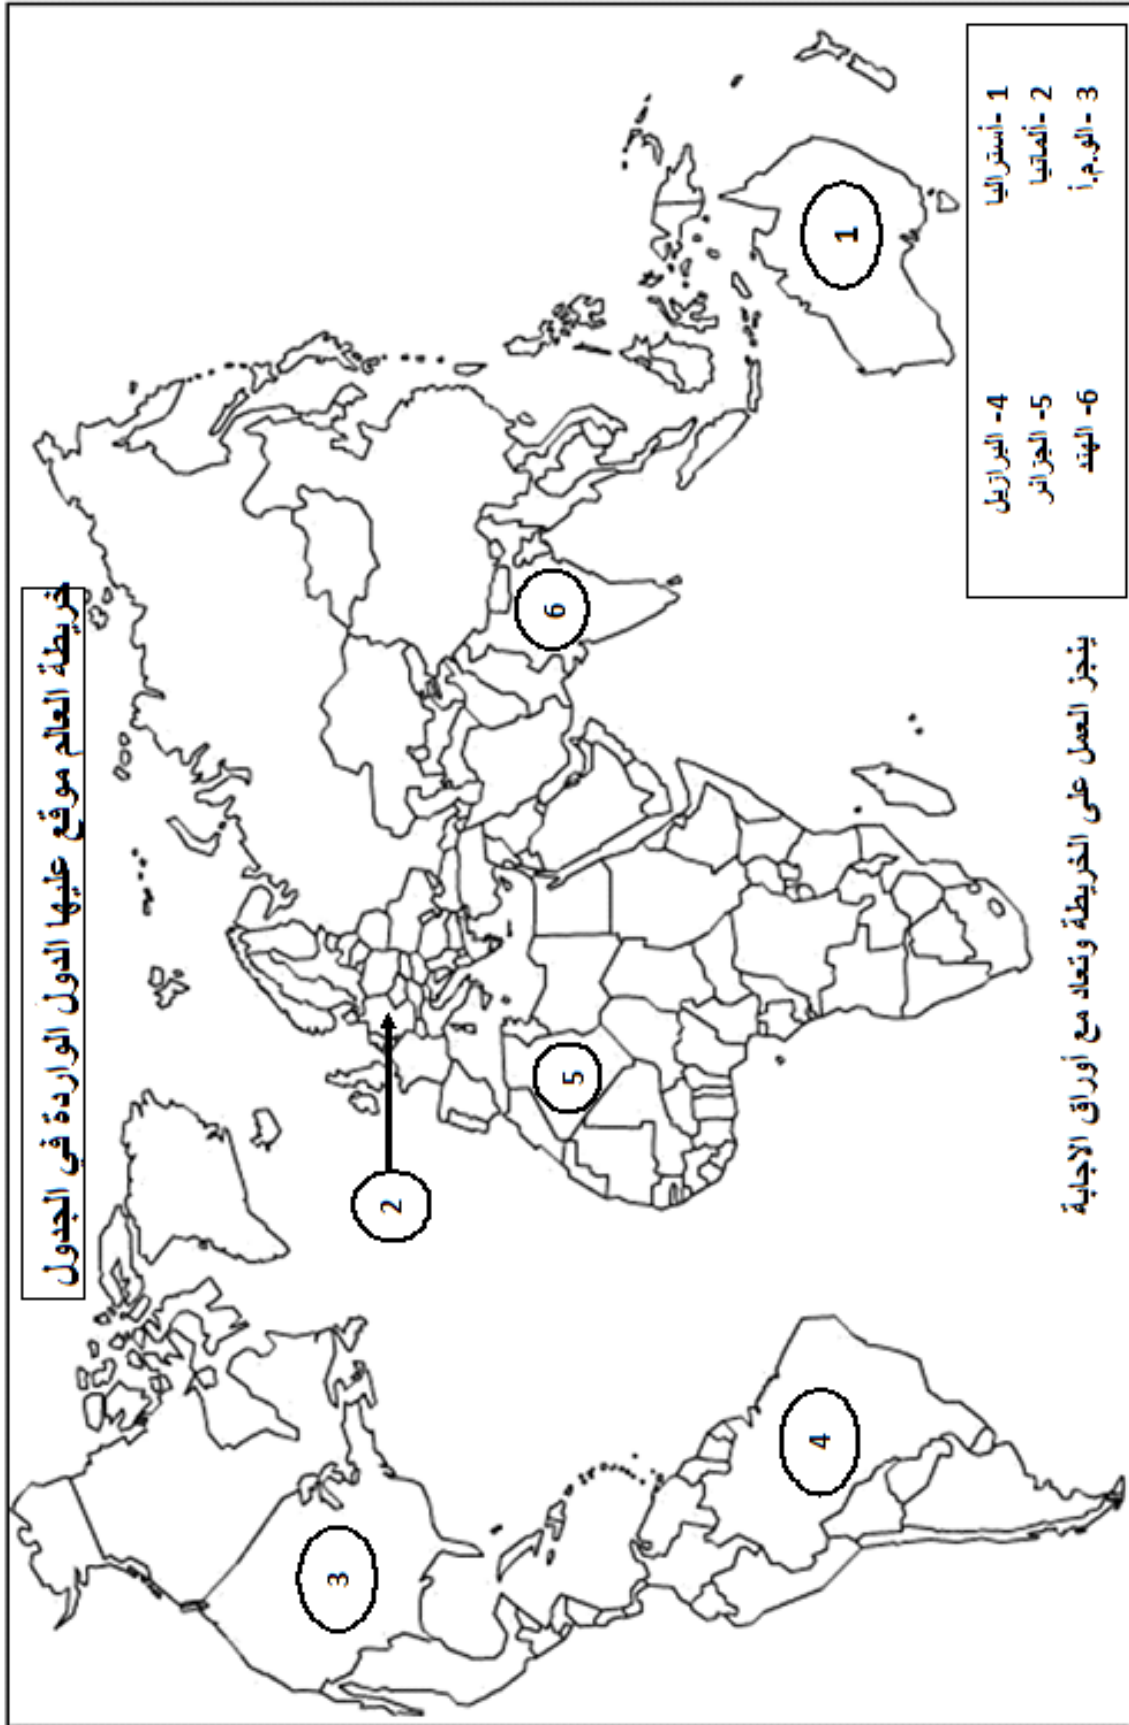 خريطة العالم موقع عليها الدول الواردة في الجدول
3
2
6
5
4
1
1 -أستراليا 4- البرازيل
2 -ألمانيا 5- الجزائر
3 -الو.م.أ 6- الهند
ينجز العمل على الخريطة وتعاد مع أوراق الاجابة